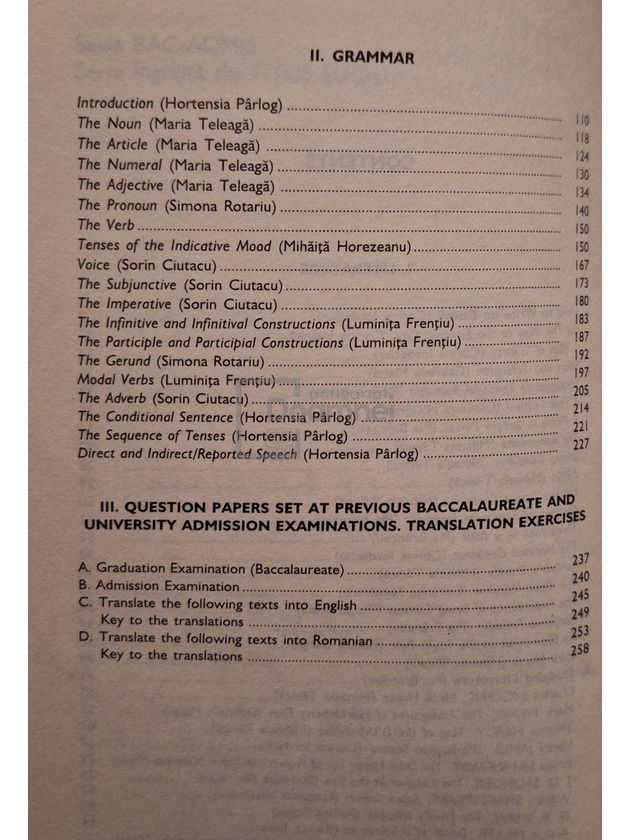 II. GRAMMAR
Introduction (Hortensia Pârlog) 110
The Noun (Maria Teleagă) 118
The Article (Maria Teleagă) 124
The Numeral (Maria Teleagă) 130
The Adjective (Maria Teleagă) 134
The Pronoun (Simona Rotariu) 140
The Verb 150
Tenses of the Indicative Mood (Mihăiță Horezeanu) 150
Voice (Sorin Ciutacu) 167
The Subjunctive (Sorin Ciutacu) 173
The Imperative (Sorin Ciutacu) 180
The Infinitive and Infinitival Constructions (Luminița Frențiu) 183
The Participle and Participial Constructions (Luminița Frențiu) 187
The Gerund (Simona Rotariu) 192
Modal Verbs (Luminița Frențiu) 197
The Adverb (Sorin Ciutacu) 205
The Conditional Sentence (Hortensia Pârlog) 214
The Sequence of Tenses (Hortensia Pârlog) 221
Direct and Indirect/Reported Speech (Hortensia Pârlog) 227
III. QUESTION PAPERS SET AT PREVIOUS BACCALAUREATE AND
UNIVERSITY ADMISSION EXAMINATIONS. TRANSLATION EXERCISES
A. Graduation Examination (Baccalaureate) 237
B. Admission Examination 240
C. Translate the following texts into English 245
Key to the translations 249
D. Translate the following texts into Romanian 253
Key to the translations 258